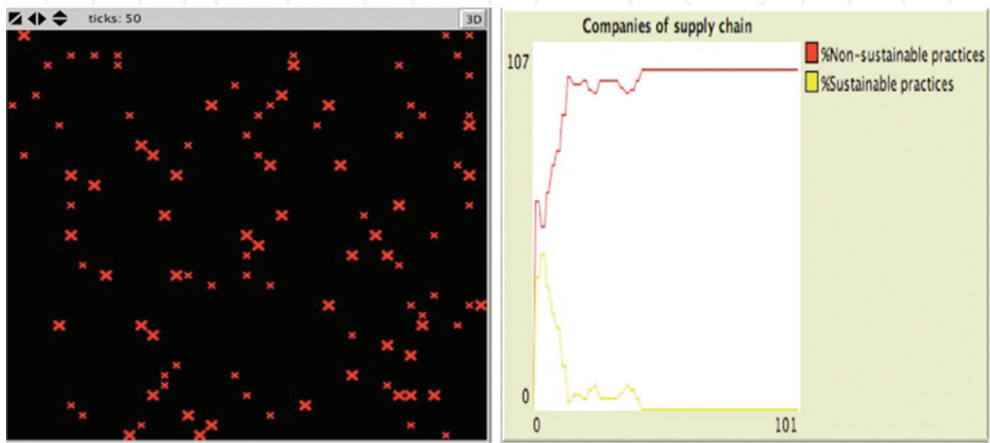 ticks: 50
3D
Companies of supply chain
107
0
0
101
%Non-sustainable practices
%Sustainable practices